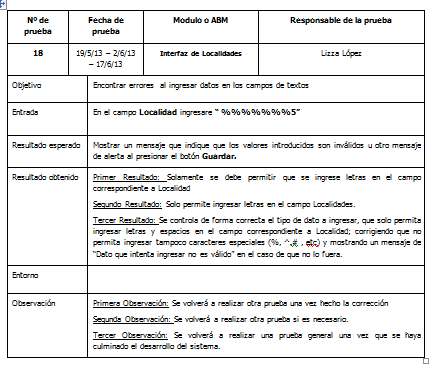 Nº de prueba Fecha de prueba Modulo o ABM Responsable de la prueba
18 19/5/13 – 2/6/13 – 17/6/13 Interfaz de Localidades Lizza López
Objetivo Encontrar errores al ingresar datos en los campos de textos
Entrada En el campo Localidad ingresare “ %%%%%%%%5”
Resultado esperado Mostrar un mensaje que indique que los valores introducidos son inválidos u otro mensaje
de alerta al presionar el botón Guardar.
Resultado obtenido Primer Resultado: Solamente se debe permitir que se ingrese letras en el campo
correspondiente a Localidad
Segundo Resultado: Solo permite ingresar letras en el campo Localidades.
Tercer Resultado: Se controla de forma correcta el tipo de dato a ingresar, que solo permita
ingresar letras y espacios en el campo correspondiente a Localidad; corrigiendo que no
permita ingresar tampoco caracteres especiales (%, ^,# , etc) y mostrando un mensaje de
“Dato que intenta ingresar no es válido” en el caso de que no lo fuera.
Entorno
Observación Primera Observación: Se volverá a realizar otra prueba una vez hecho la corrección
Segunda Observación: Se volverá a realizar otra prueba si es necesario.
Tercer Observación: Se volverá a realizar una prueba general una vez que se haya
culminado el desarrollo del sistema.